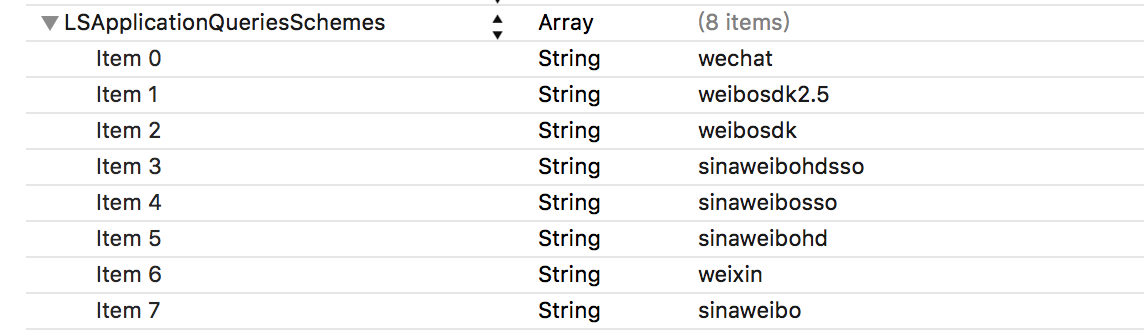 LSApplicationQueriesSchemes Array (8 items)
Item 0 String wechat
Item 1 String weibosdk2.5
Item 2 String weibosdk
Item 3 String sinaweibohdsso
Item 4 String sinaweibosso
Item 5 String sinaweibohd
Item 6 String weixin
Item 7 String sinaweibo